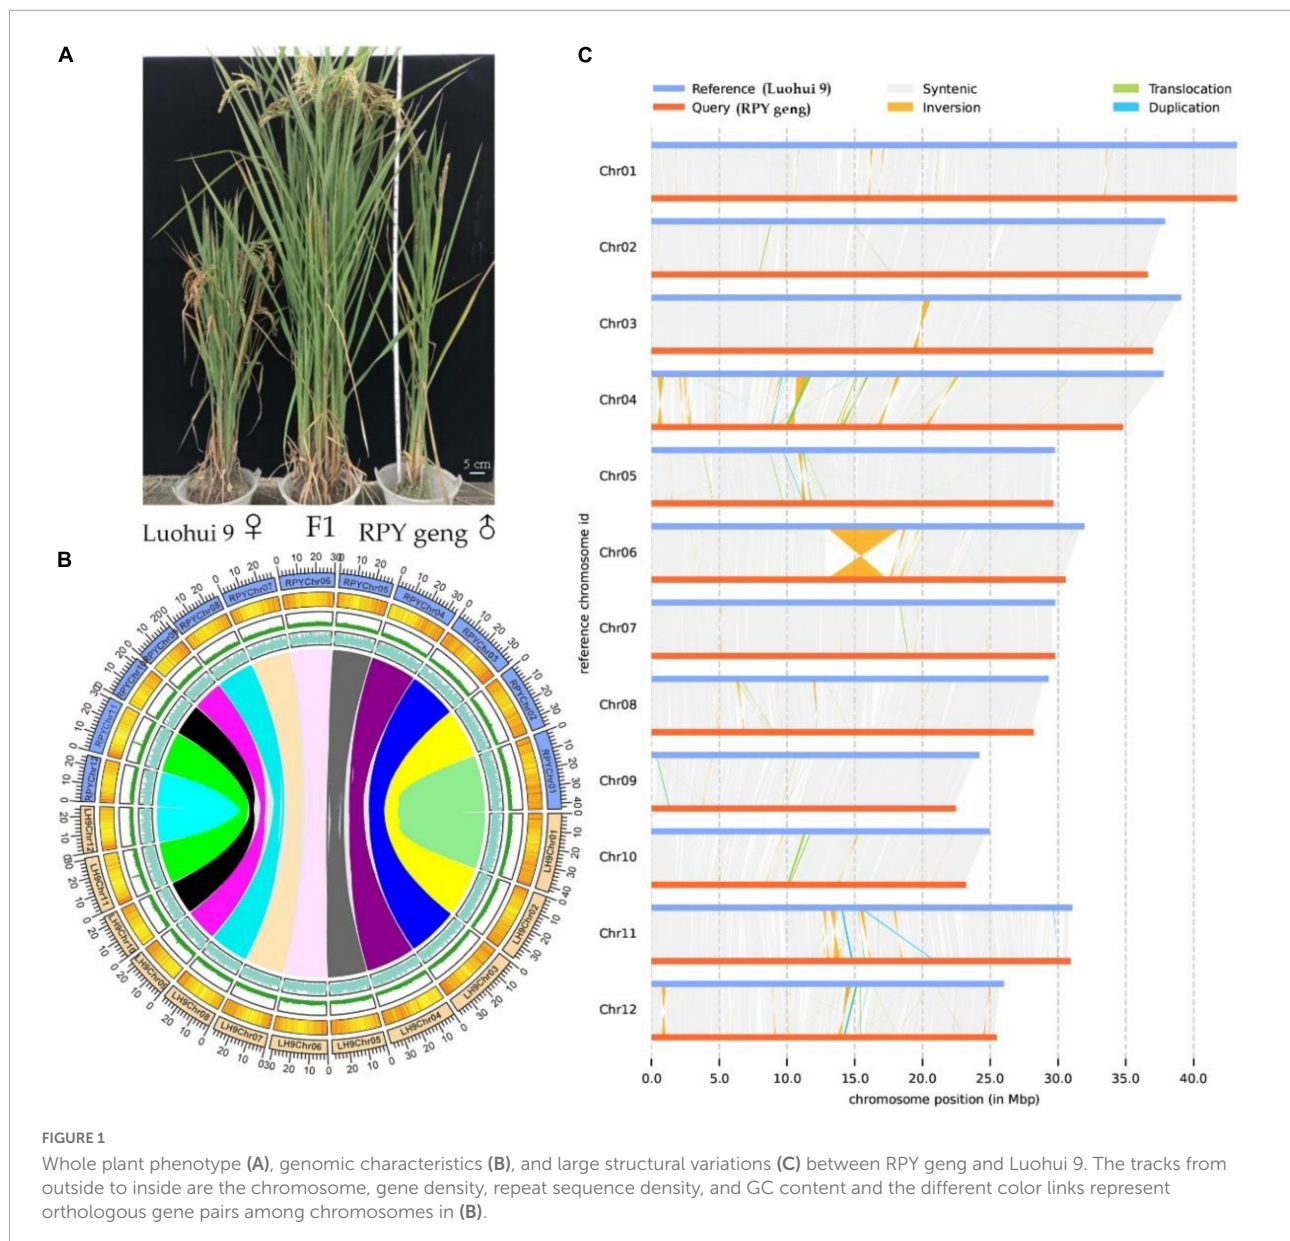 A
5 cm
Luohui 9 ♀ F1 RPY geng ♂
B
RPYChr01
RPYChr02
RPYChr03
RPYChr04
RPYChr05
RPYChr06
RPYChr07
RPYChr08
RPYChr11
RPYChr12
LH9Chr12
LH9Chr11
LH9Chr10
LH9Chr09
LH9Chr08
LH9Chr07
LH9Chr06
LH9Chr05
LH9Chr04
LH9Chr03
LH9Chr02
LH9Chr01
C
Reference (Luohui 9) Syntenic Translocation
Query (RPY geng) Inversion Duplication
reference chromosome id
Chr01
Chr02
Chr03
Chr04
Chr05
Chr06
Chr07
Chr08
Chr09
Chr10
Chr11
Chr12
0.0 5.0 10.0 15.0 20.0 25.0 30.0 35.0 40.0
chromosome position (in Mbp)
FIGURE 1
Whole plant phenotype (A), genomic characteristics (B), and large structural variations (C) between RPY geng and Luohui 9. The tracks from
outside to inside are the chromosome, gene density, repeat sequence density, and GC content and the different color links represent
orthologous gene pairs among chromosomes in (B).